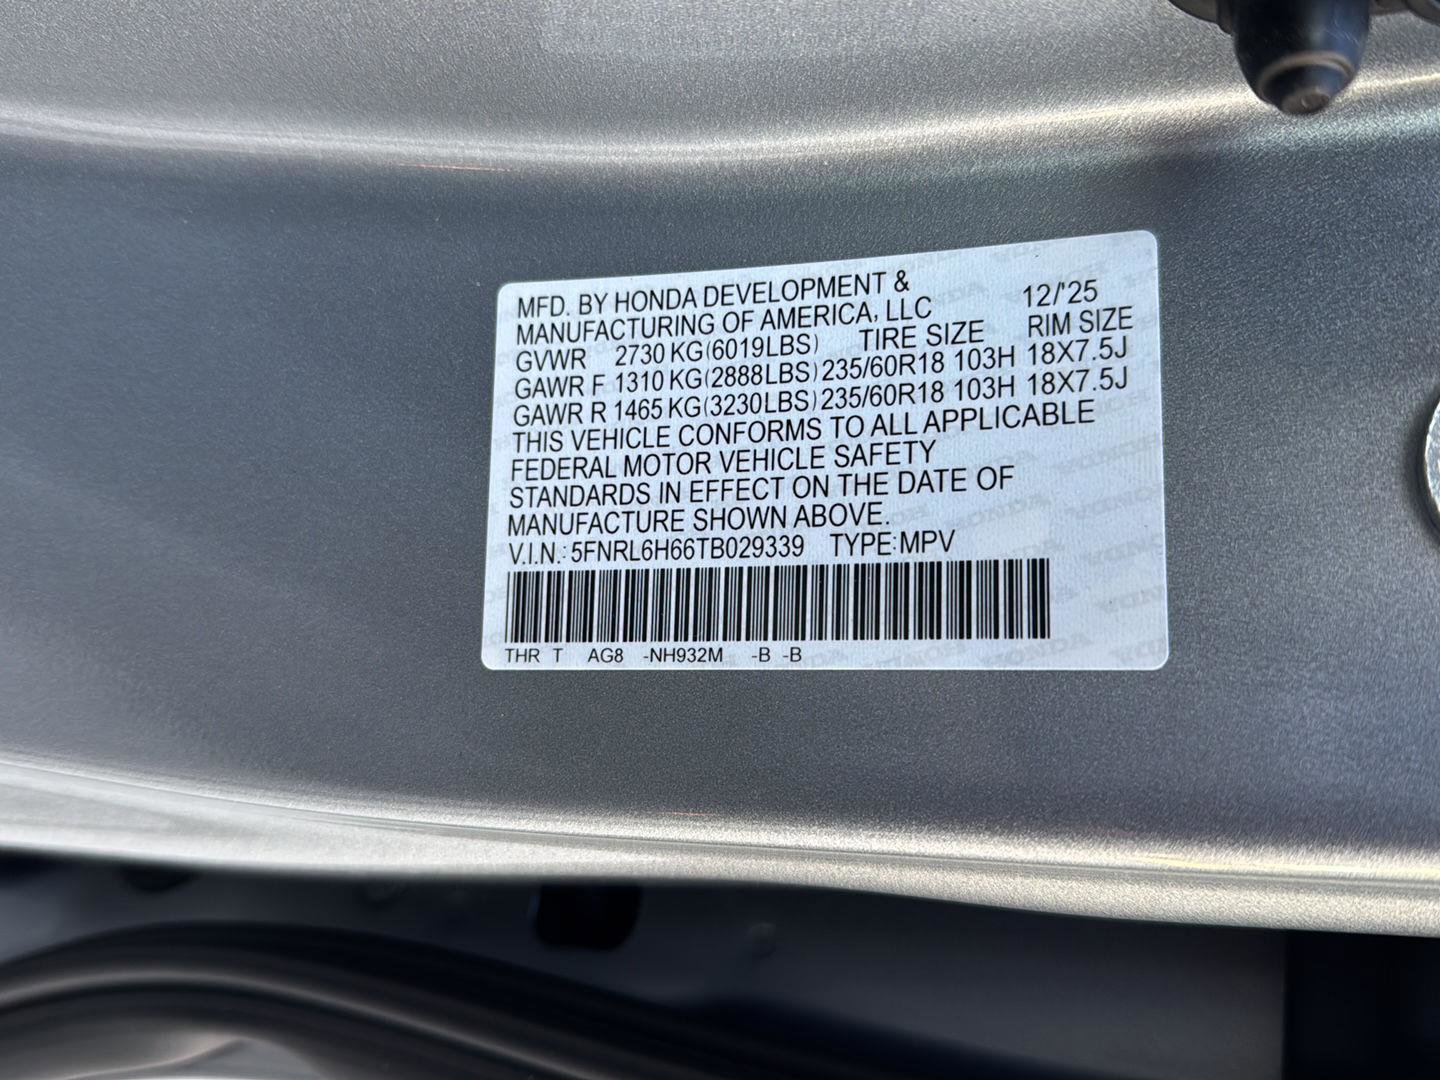 MFD. BY HONDA DEVELOPMENT &
MANUFACTURING OF AMERICA, LLC 12/'25
GVWR 2730 KG(6019LBS) TIRE SIZE RIM SIZE
GAWR F 1310 KG(2888LBS) 235/60R18 103H 18X7.5J
GAWR R 1465 KG(3230LBS) 235/60R18 103H 18X7.5J
THIS VEHICLE CONFORMS TO ALL APPLICABLE
FEDERAL MOTOR VEHICLE SAFETY
STANDARDS IN EFFECT ON THE DATE OF
MANUFACTURE SHOWN ABOVE.
V.I.N.: 5FNRL6H66TB029339 TYPE:MPV
THR T AG8 -NH932M -B -B